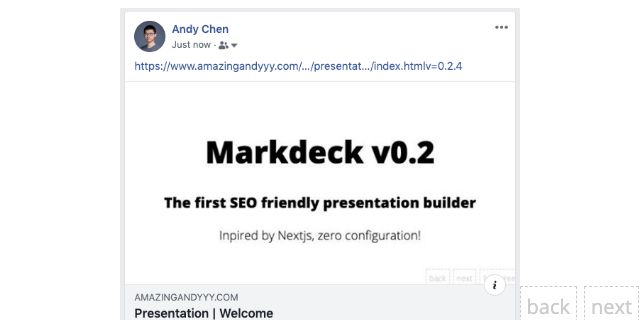 Andy Chen
Just now ·
https://www.amazingandyyy.com/.../presentat.../index.htmlv=0.2.4
Markdeck v0.2
The first SEO friendly presentation builder
Inpired by Nextjs, zero configuration!
back next
AMAZINGANDYYY.COM
Presentation | Welcome
back next